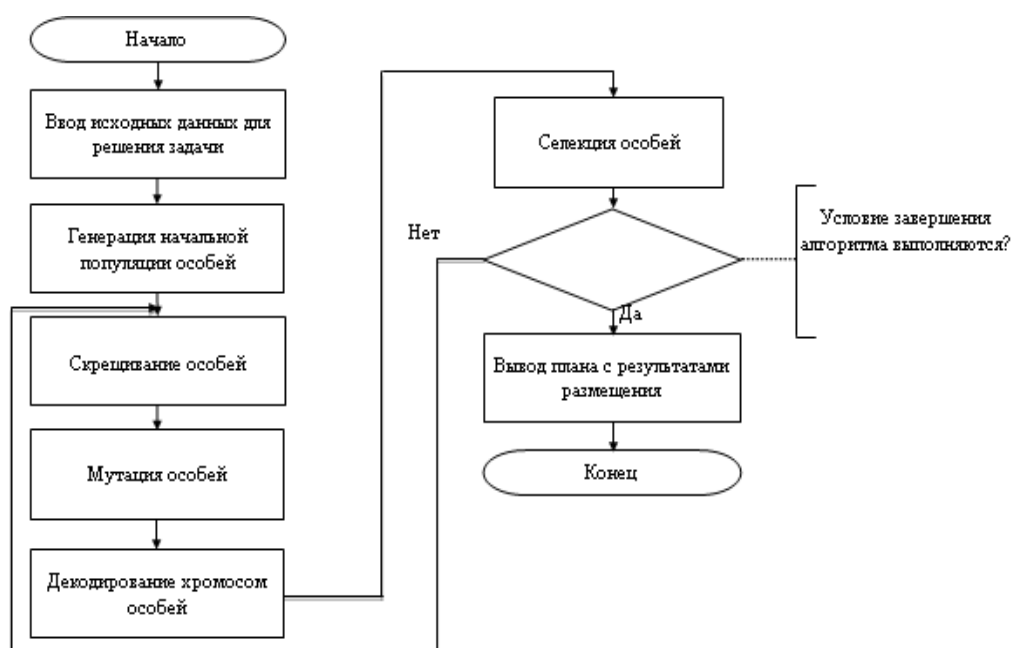 Начало
Ввод исходных данных для
решения задачи
Генерация начальной
популяции особей
Скрещивание особей
Мутация особей
Декодирование хромосом
особей
Селекция особей
Нет
Условие завершения
алгоритма выполняются?
Да
Вывод плана с результатами
размещения
Конец